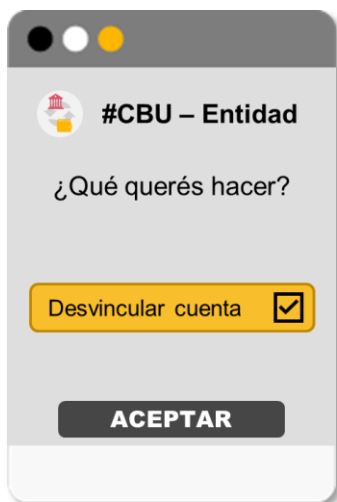 #CBU – Entidad
¿Qué querés hacer?
Desvincular cuenta
ACEPTAR